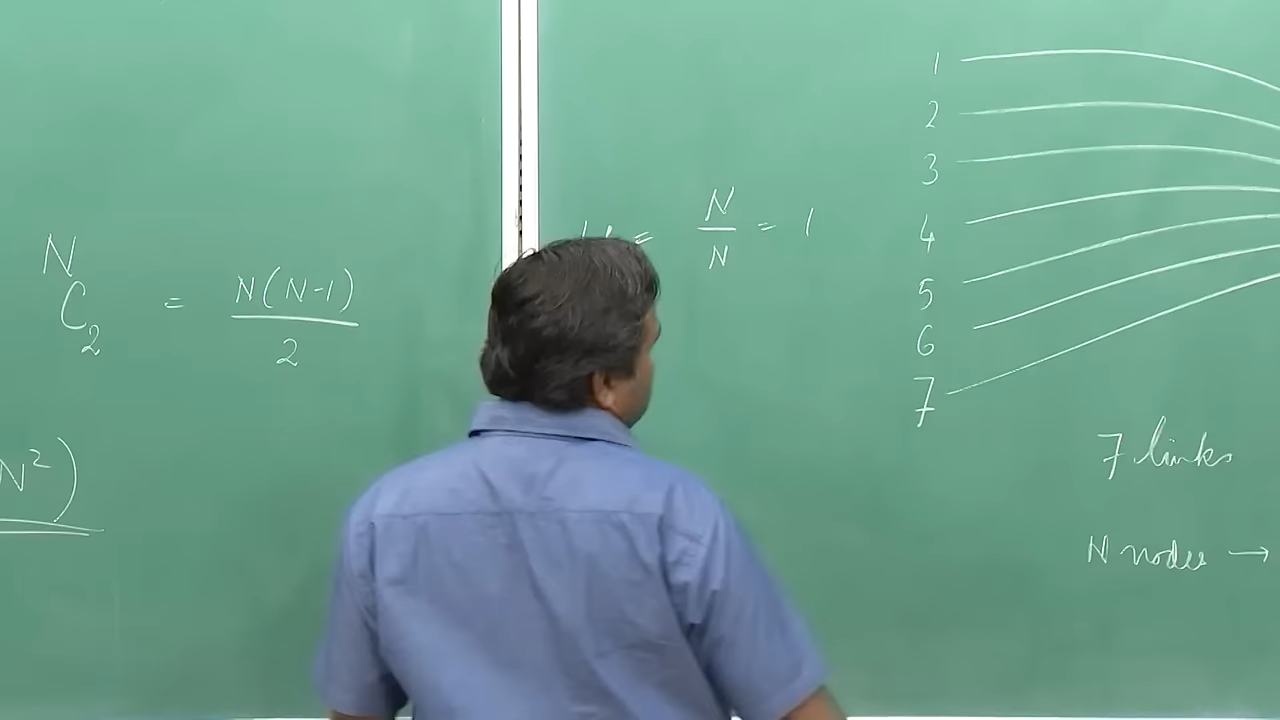 N
C₂ = N(N-1)/2
N²)
= N/N = 1
1
2
3
4
5
6
7
7 links
N nodes →